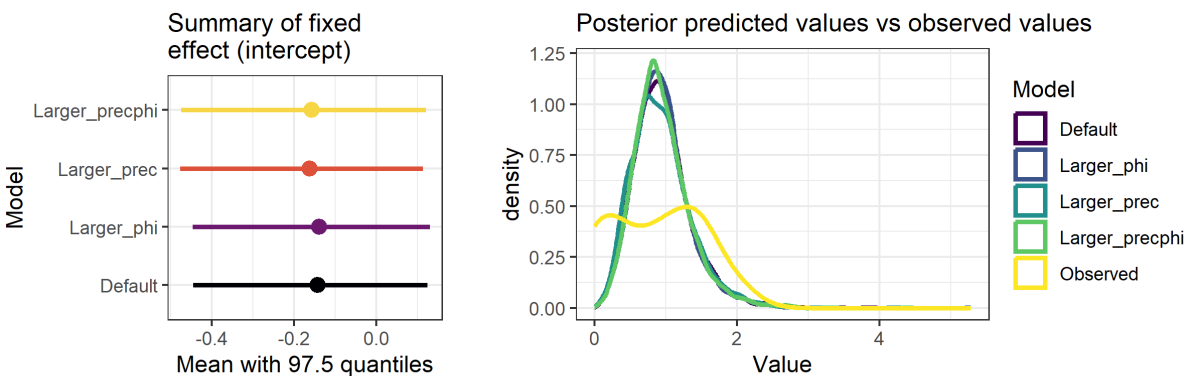 Summary of fixed
effect (intercept)
Model
Larger_precphi
Larger_prec
Larger_phi
Default
-0.4
-0.2
0.0
Mean with 97.5 quantiles
Posterior predicted values vs observed values
density
1.25
1.00
0.75
0.50
0.25
0.00
0
2
4
Value
Model
Default
Larger_phi
Larger_prec
Larger_precphi
Observed